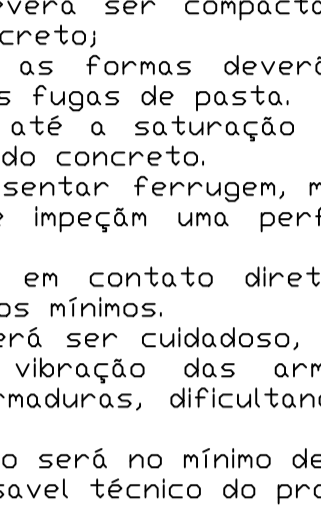 everá ser compacto
creto;
as formas deverã
s fugas de pasta.
até a saturação
do concreto.
sentar ferrugem, m
e impeçãm uma perf
em contato diret
os mínimos.
erá ser cuidadoso,
vibração das arm
rmaduras, dificultand
o será no mínimo de
savel técnico do pro